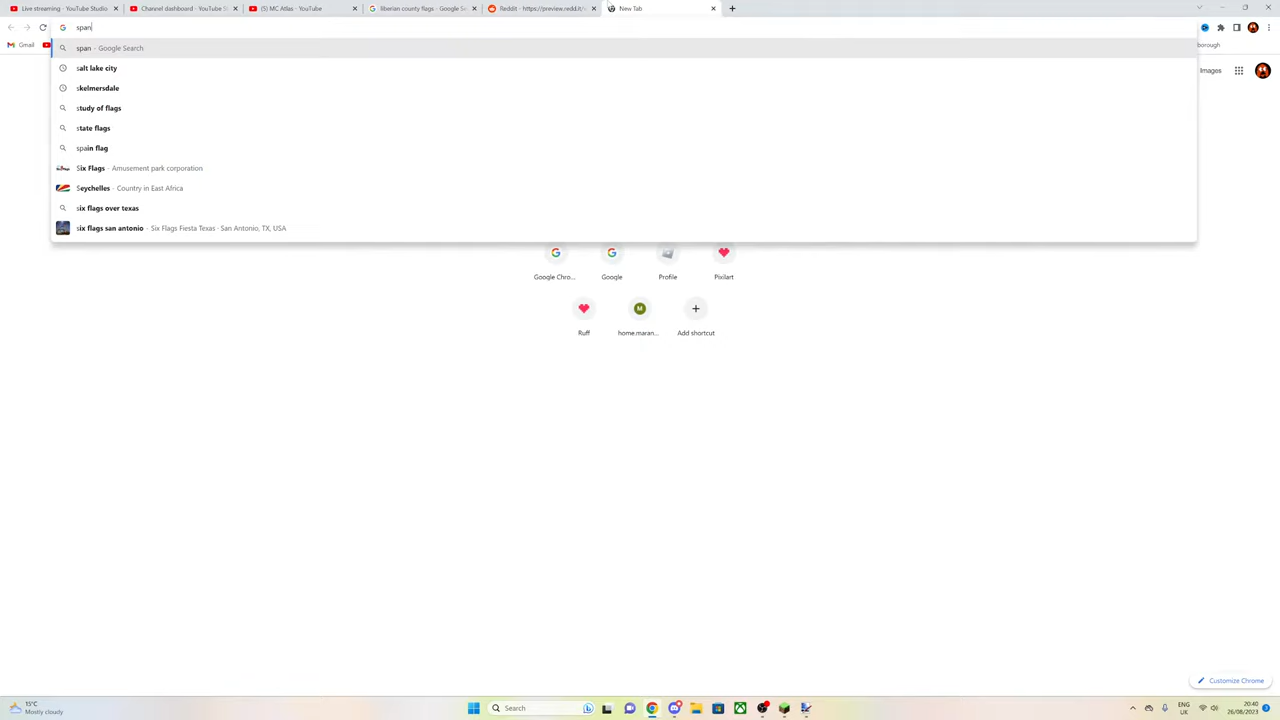 Live streaming - YouTube Studio
Channel dashboard - YouTube St
(5) MC Atlas - YouTube
liberian county flags - Google Se
Reddit - https://preview.redd.it/
New Tab
span
Gmail
borough
span - Google Search
salt lake city
skelmersdale
study of flags
state flags
spain flag
Six Flags - Amusement park corporation
Seychelles - Country in East Africa
six flags over texas
six flags san antonio - Six Flags Fiesta Texas · San Antonio, TX, USA
Images
Google Chro...
Google
Profile
Pixilart
Ruff
M
home.maran...
Add shortcut
Customize Chrome
15°C
Mostly cloudy
Search
ENG
UK
20:40
26/08/2023